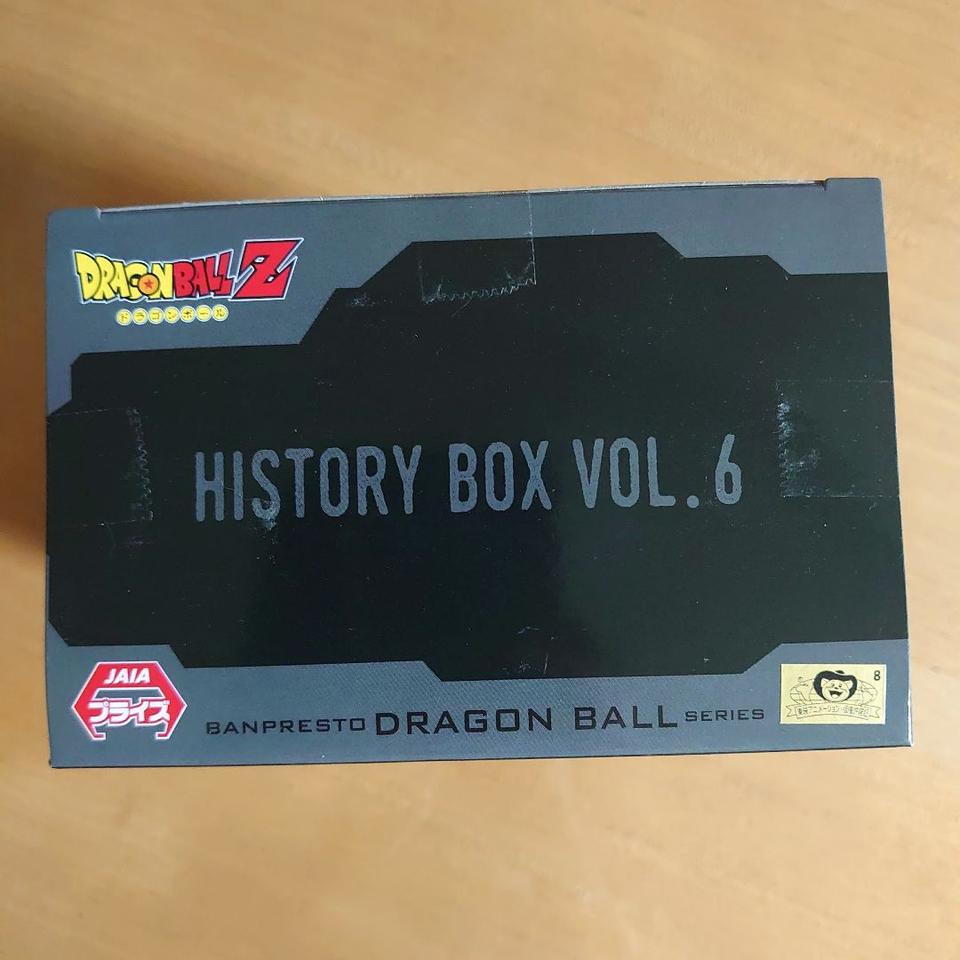 DRAGON BALL Z
ドラゴンボール
HISTORY BOX VOL. 6
JAIA
プライズ
BANPRESTO DRAGON BALL SERIES
8